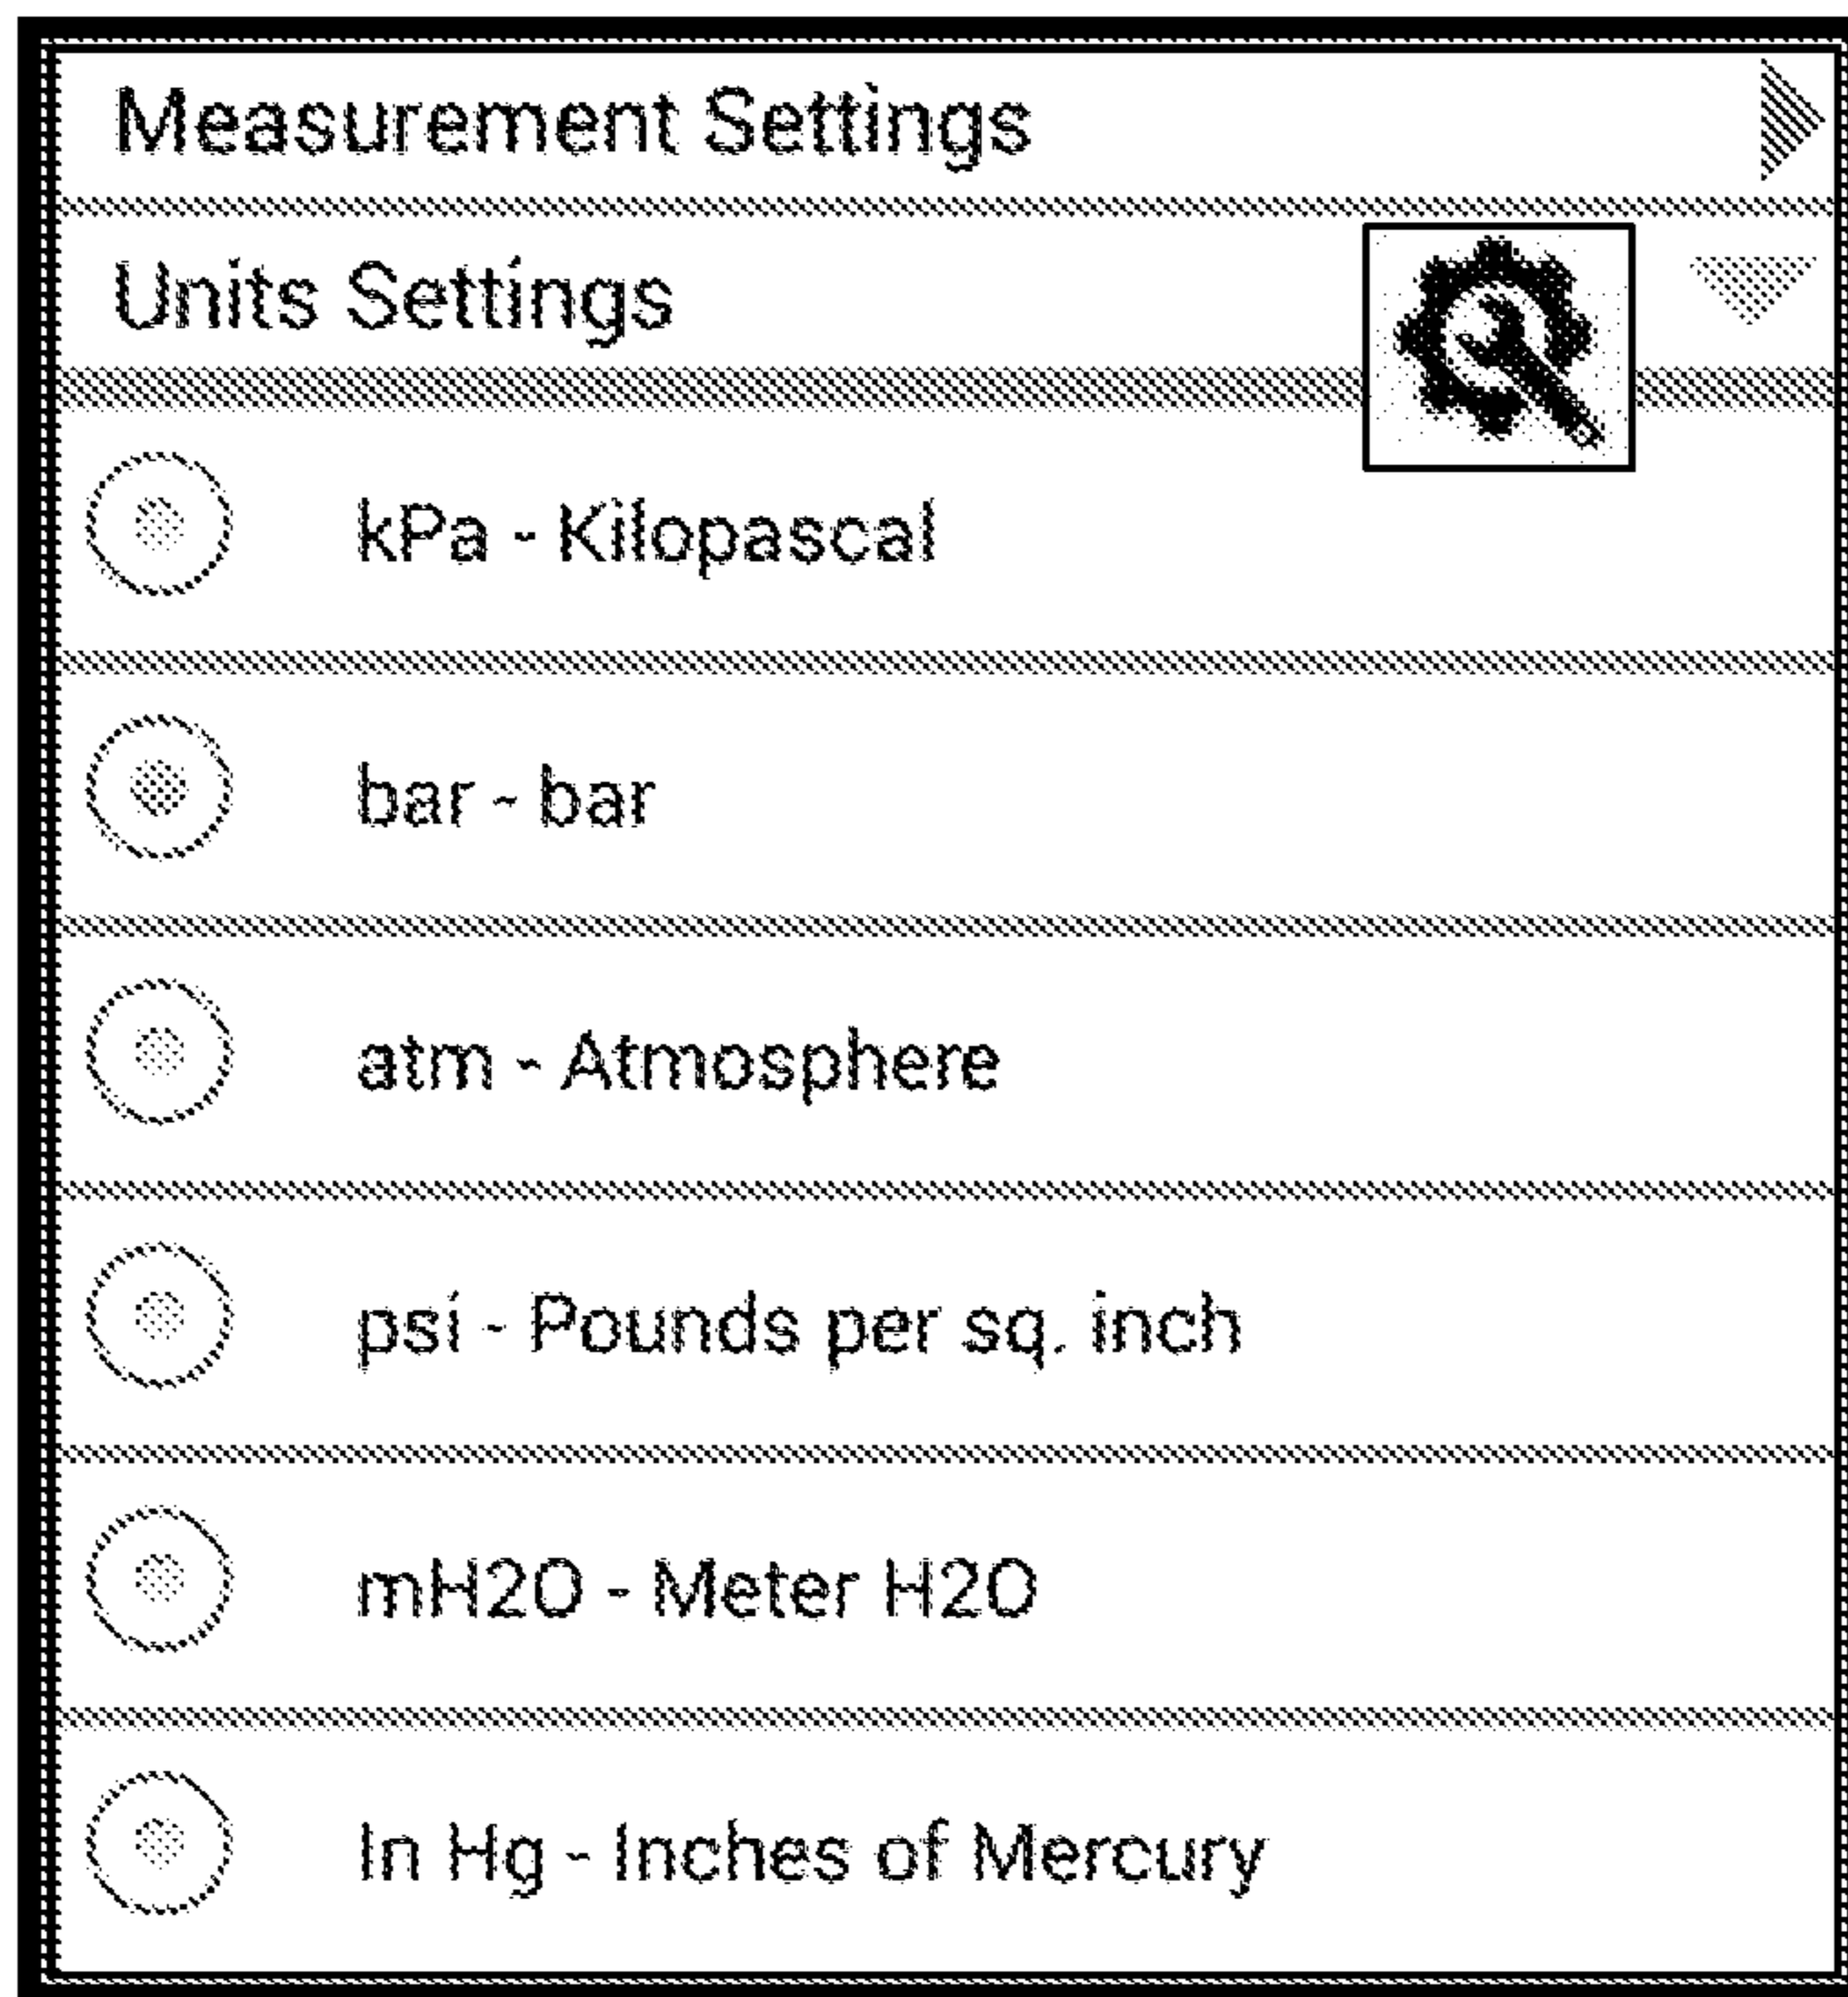 Measurement Settings
Units Settings
kPa - Kilopascal
bar - bar
atm - Atmosphere
psi - Pounds per sq. inch
mH2O - Meter H2O
In Hg - Inches of Mercury